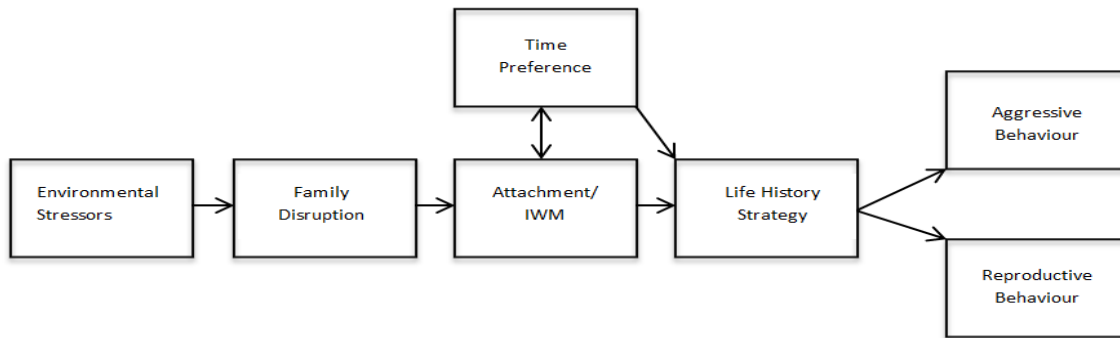 Time
Preference
Aggressive
Behaviour
Environmental
Stressors
Family
Disruption
Attachment/
IWM
Life History
Strategy
Reproductive
Behaviour